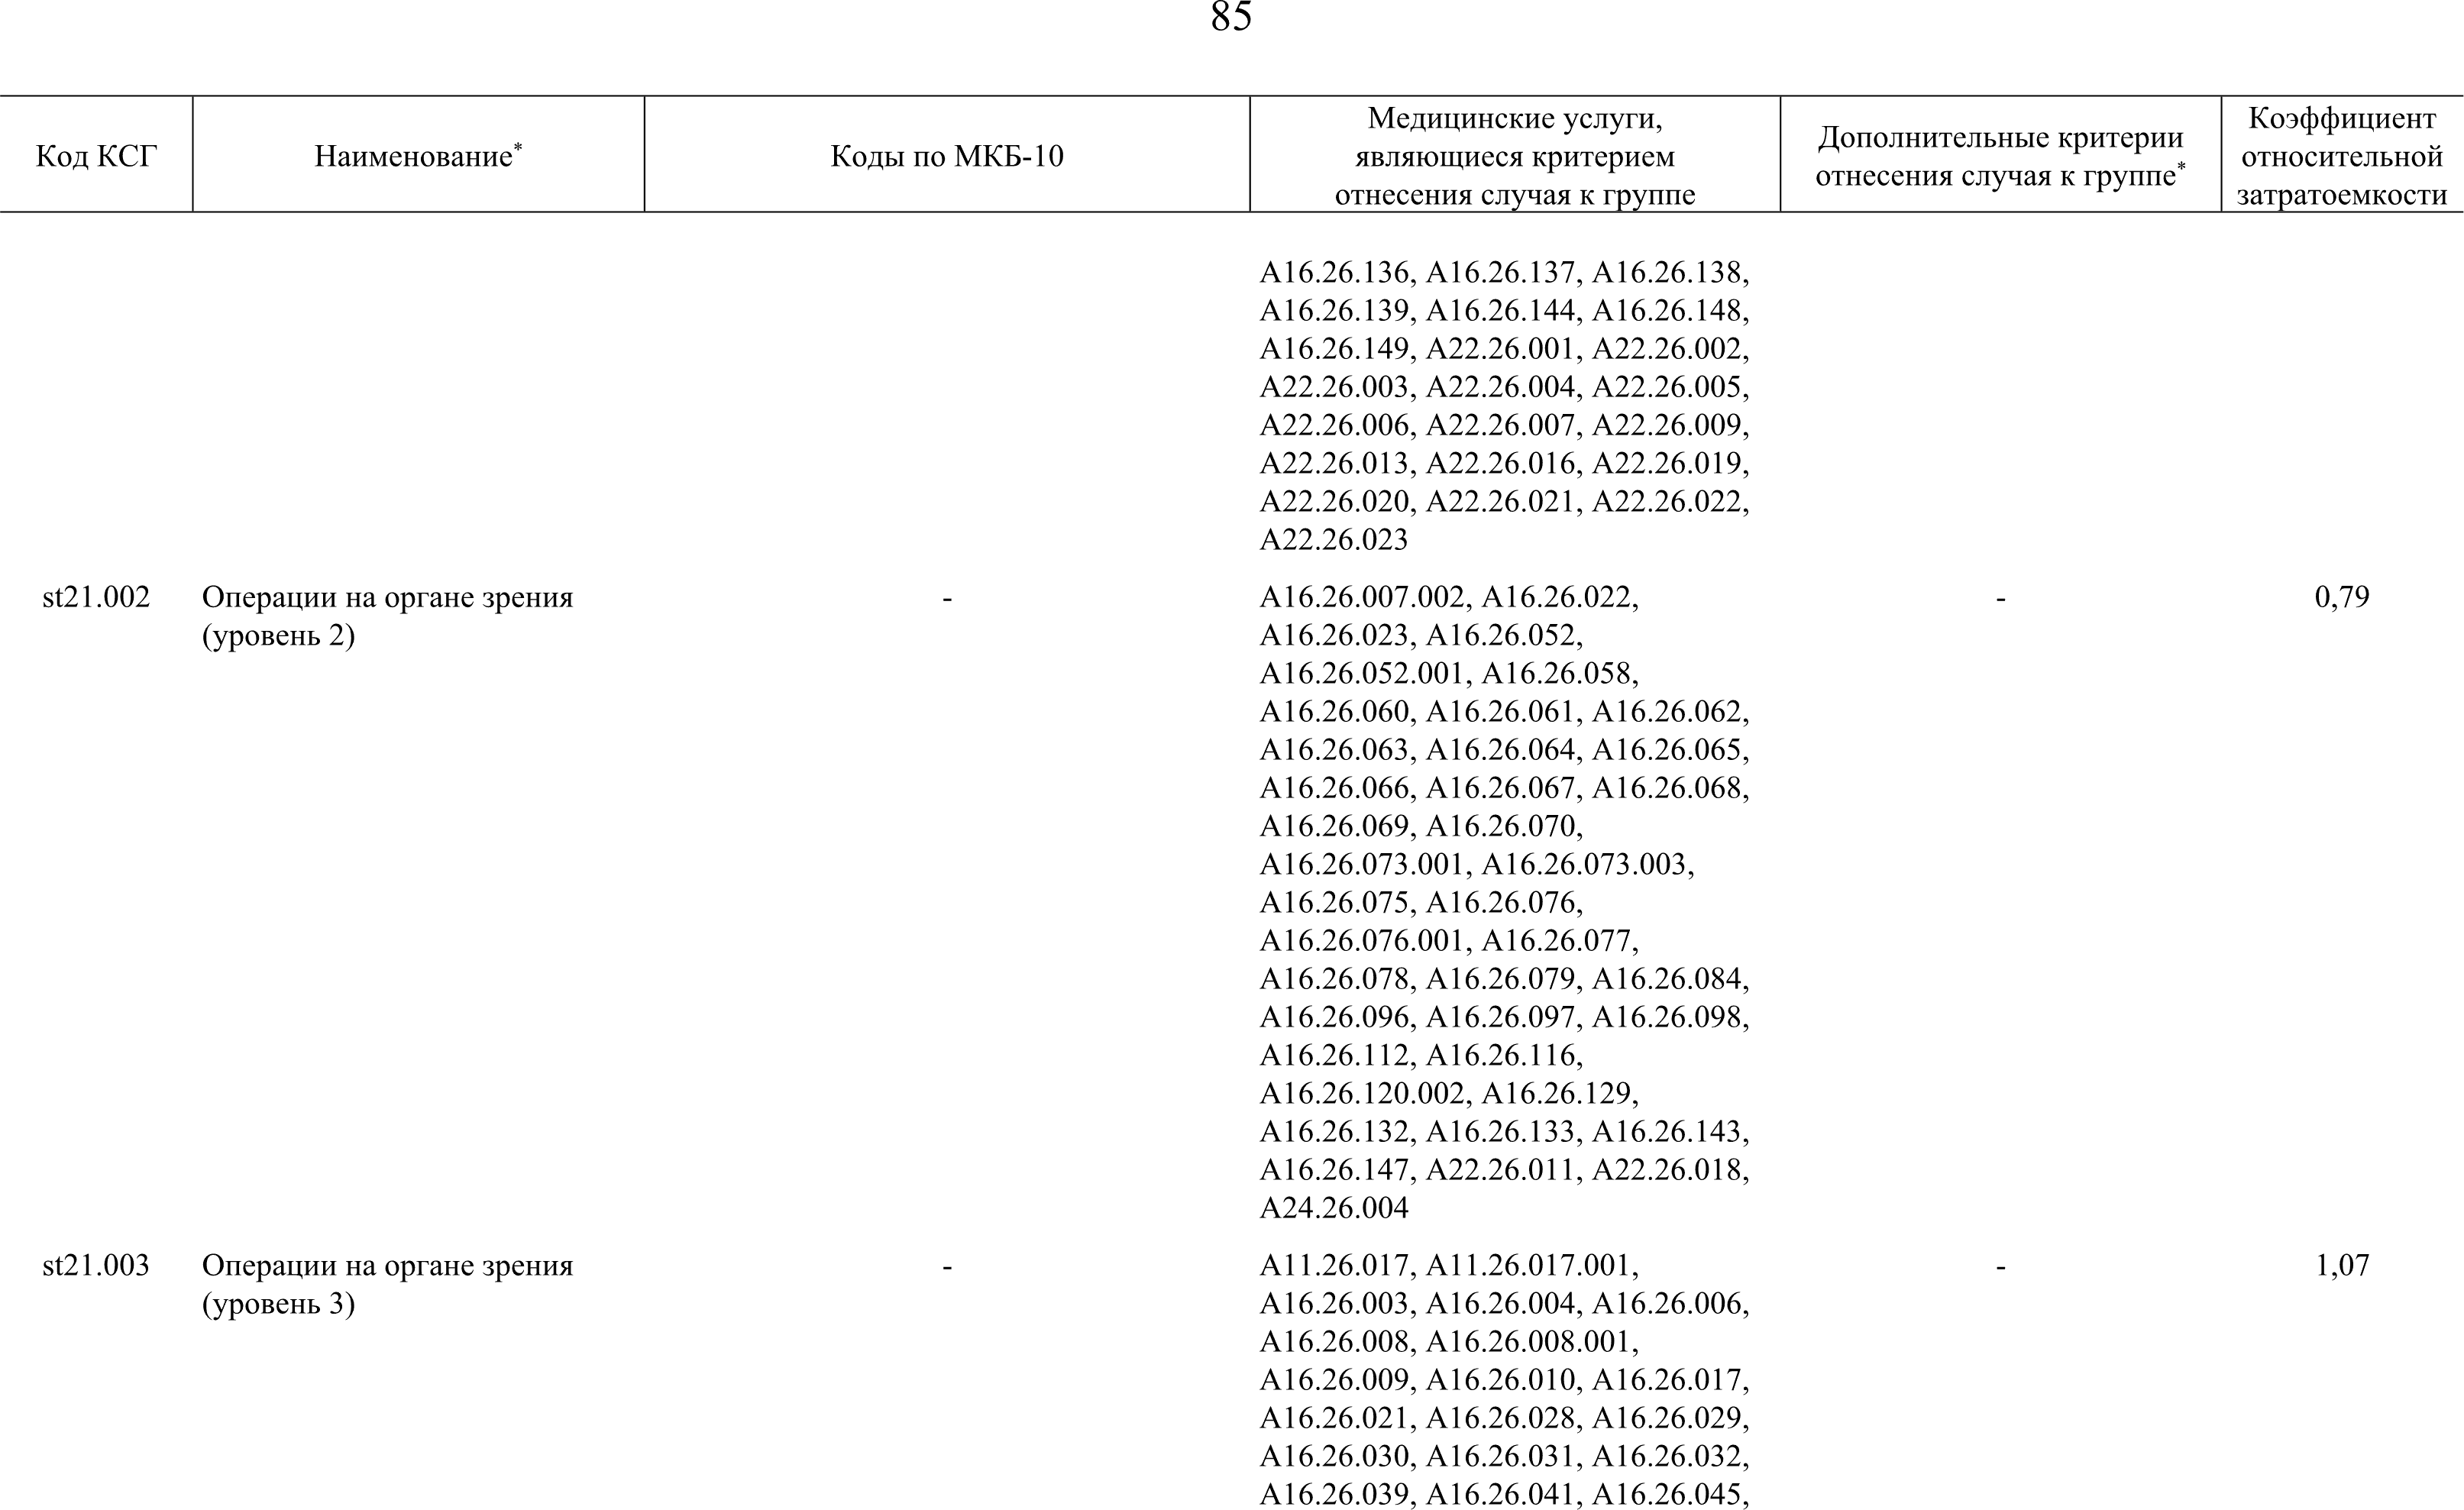 85
Код КСГ
Наименование*
Коды по МКБ-10
Медицинские услуги,
являющиеся критерием
отнесения случая к группе
Дополнительные критерии
отнесения случая к группе*
Коэффициент
относительной
затратоемкости
A16.26.136, A16.26.137, A16.26.138,
A16.26.139, A16.26.144, A16.26.148,
A16.26.149, A22.26.001, A22.26.002,
A22.26.003, A22.26.004, A22.26.005,
A22.26.006, A22.26.007, A22.26.009,
A22.26.013, A22.26.016, A22.26.019,
A22.26.020, A22.26.021, A22.26.022,
A22.26.023
st21.002
Операции на органе зрения
(уровень 2)
-
A16.26.007.002, A16.26.022,
A16.26.023, A16.26.052,
A16.26.052.001, A16.26.058,
A16.26.060, A16.26.061, A16.26.062,
A16.26.063, A16.26.064, A16.26.065,
A16.26.066, A16.26.067, A16.26.068,
A16.26.069, A16.26.070,
A16.26.073.001, A16.26.073.003,
A16.26.075, A16.26.076,
A16.26.076.001, A16.26.077,
A16.26.078, A16.26.079, A16.26.084,
A16.26.096, A16.26.097, A16.26.098,
A16.26.112, A16.26.116,
A16.26.120.002, A16.26.129,
A16.26.132, A16.26.133, A16.26.143,
A16.26.147, A22.26.011, A22.26.018,
A24.26.004
-
0,79
st21.003
Операции на органе зрения
(уровень 3)
-
A11.26.017, A11.26.017.001,
A16.26.003, A16.26.004, A16.26.006,
A16.26.008, A16.26.008.001,
A16.26.009, A16.26.010, A16.26.017,
A16.26.021, A16.26.028, A16.26.029,
A16.26.030, A16.26.031, A16.26.032,
A16.26.039, A16.26.041, A16.26.045,
-
1,07